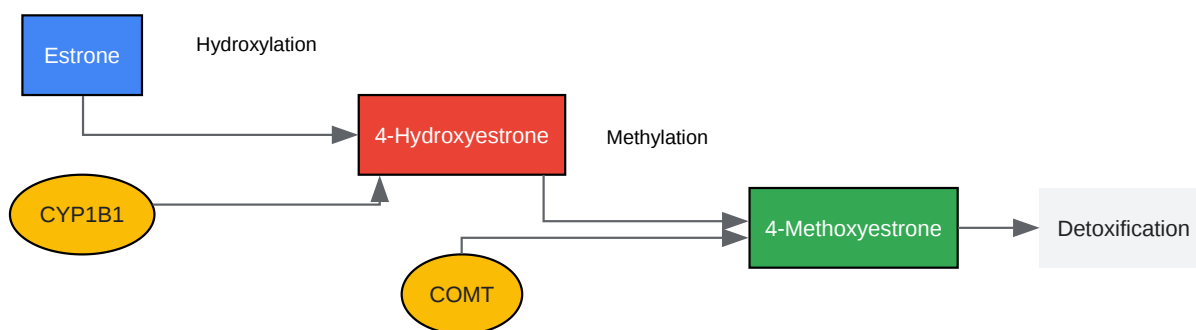 Estrone
Hydroxylation
4-Hydroxyestrone
Methylation
CYP1B1
4-Methoxyestrone
Detoxification
COMT